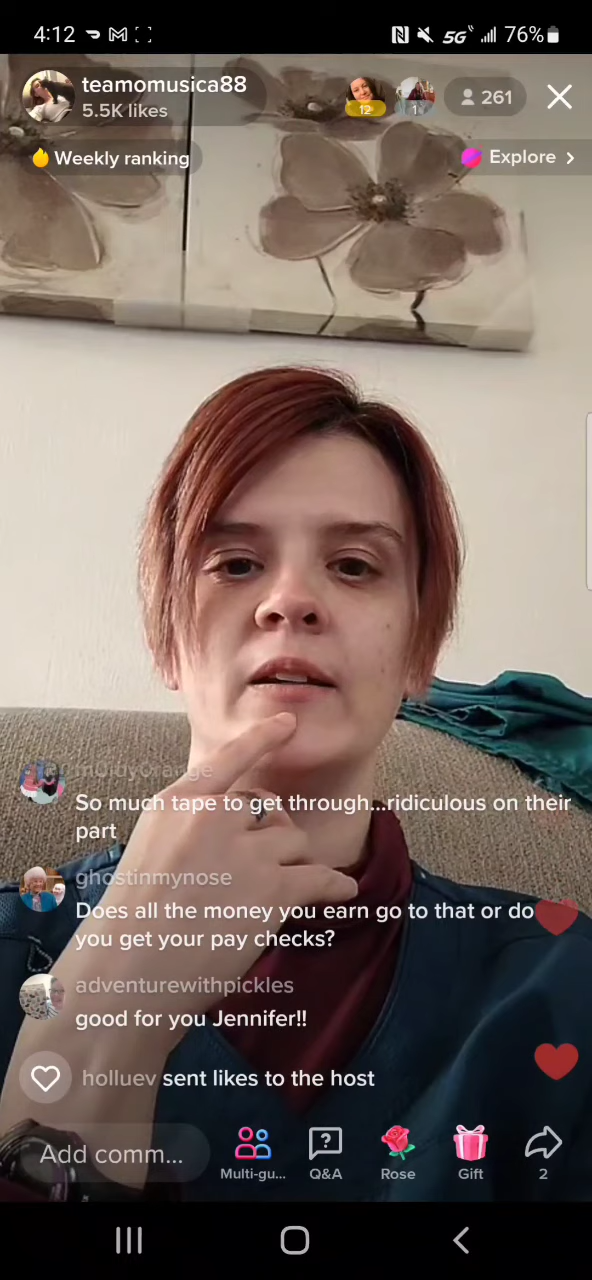 4:12
5G 76%
teamomusica88
5.5K likes
12
1
261
Weekly ranking
Explore >
moldyOrange
So much tape to get through...ridiculous on their
part
ghostinmynose
Does all the money you earn go to that or do
you get your pay checks?
adventurewithpickles
good for you Jennifer!!
holluev sent likes to the host
Add comm...
Multi-gu...
Q&A
Rose
Gift
2